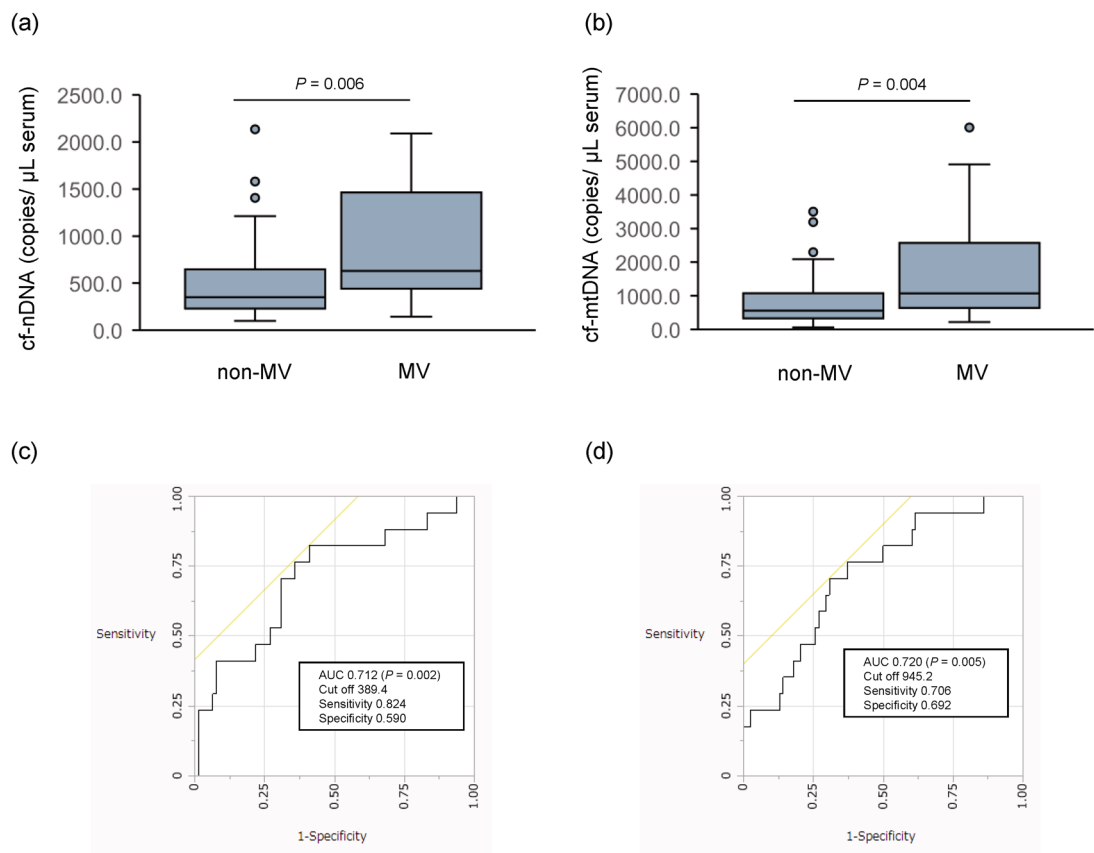 (a)
(b)
P = 0.006
P = 0.004
cf-nDNA (copies/ µL serum)
2500.0
2000.0
1500.0
1000.0
500.0
0.0
non-MV
MV
cf-mtDNA (copies/ µL serum)
7000.0
6000.0
5000.0
4000.0
3000.0
2000.0
1000.0
0.0
non-MV
MV
(c)
(d)
Sensitivity
1.00
0.75
0.50
0.25
0
AUC 0.712 (P = 0.002)
Cut off 389.4
Sensitivity 0.824
Specificity 0.590
0
0.25
0.50
0.75
1.00
1-Specificity
Sensitivity
1.00
0.75
0.50
0.25
0
AUC 0.720 (P = 0.005)
Cut off 945.2
Sensitivity 0.706
Specificity 0.692
0
0.25
0.50
0.75
1.00
1-Specificity